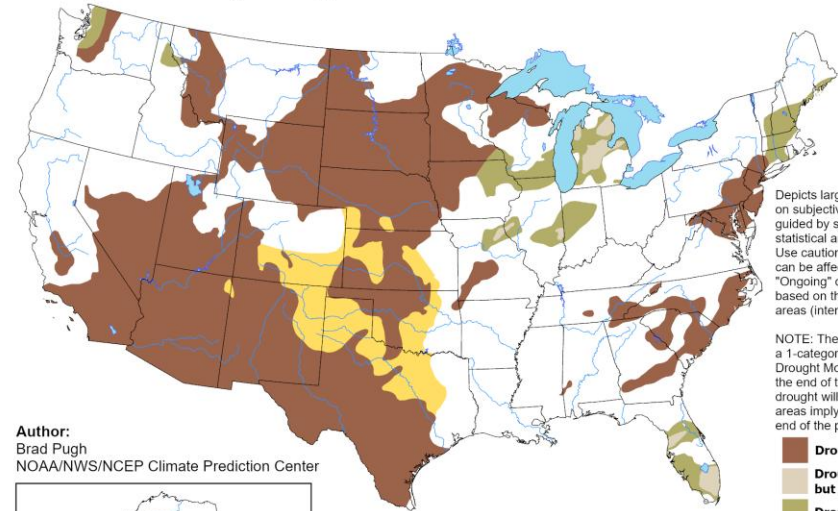 Depicts larg
on subjectiv
guided by s
statistical a
Use caution
can be affe
"Ongoing" d
based on th
areas (inter
NOTE: The
a 1-categor
Drought Mo
the end of t
drought will
areas imply
end of the p
Dro
Dro
but
Author:
Brad Pugh
NOAA/NWS/NCEP Climate Prediction Center